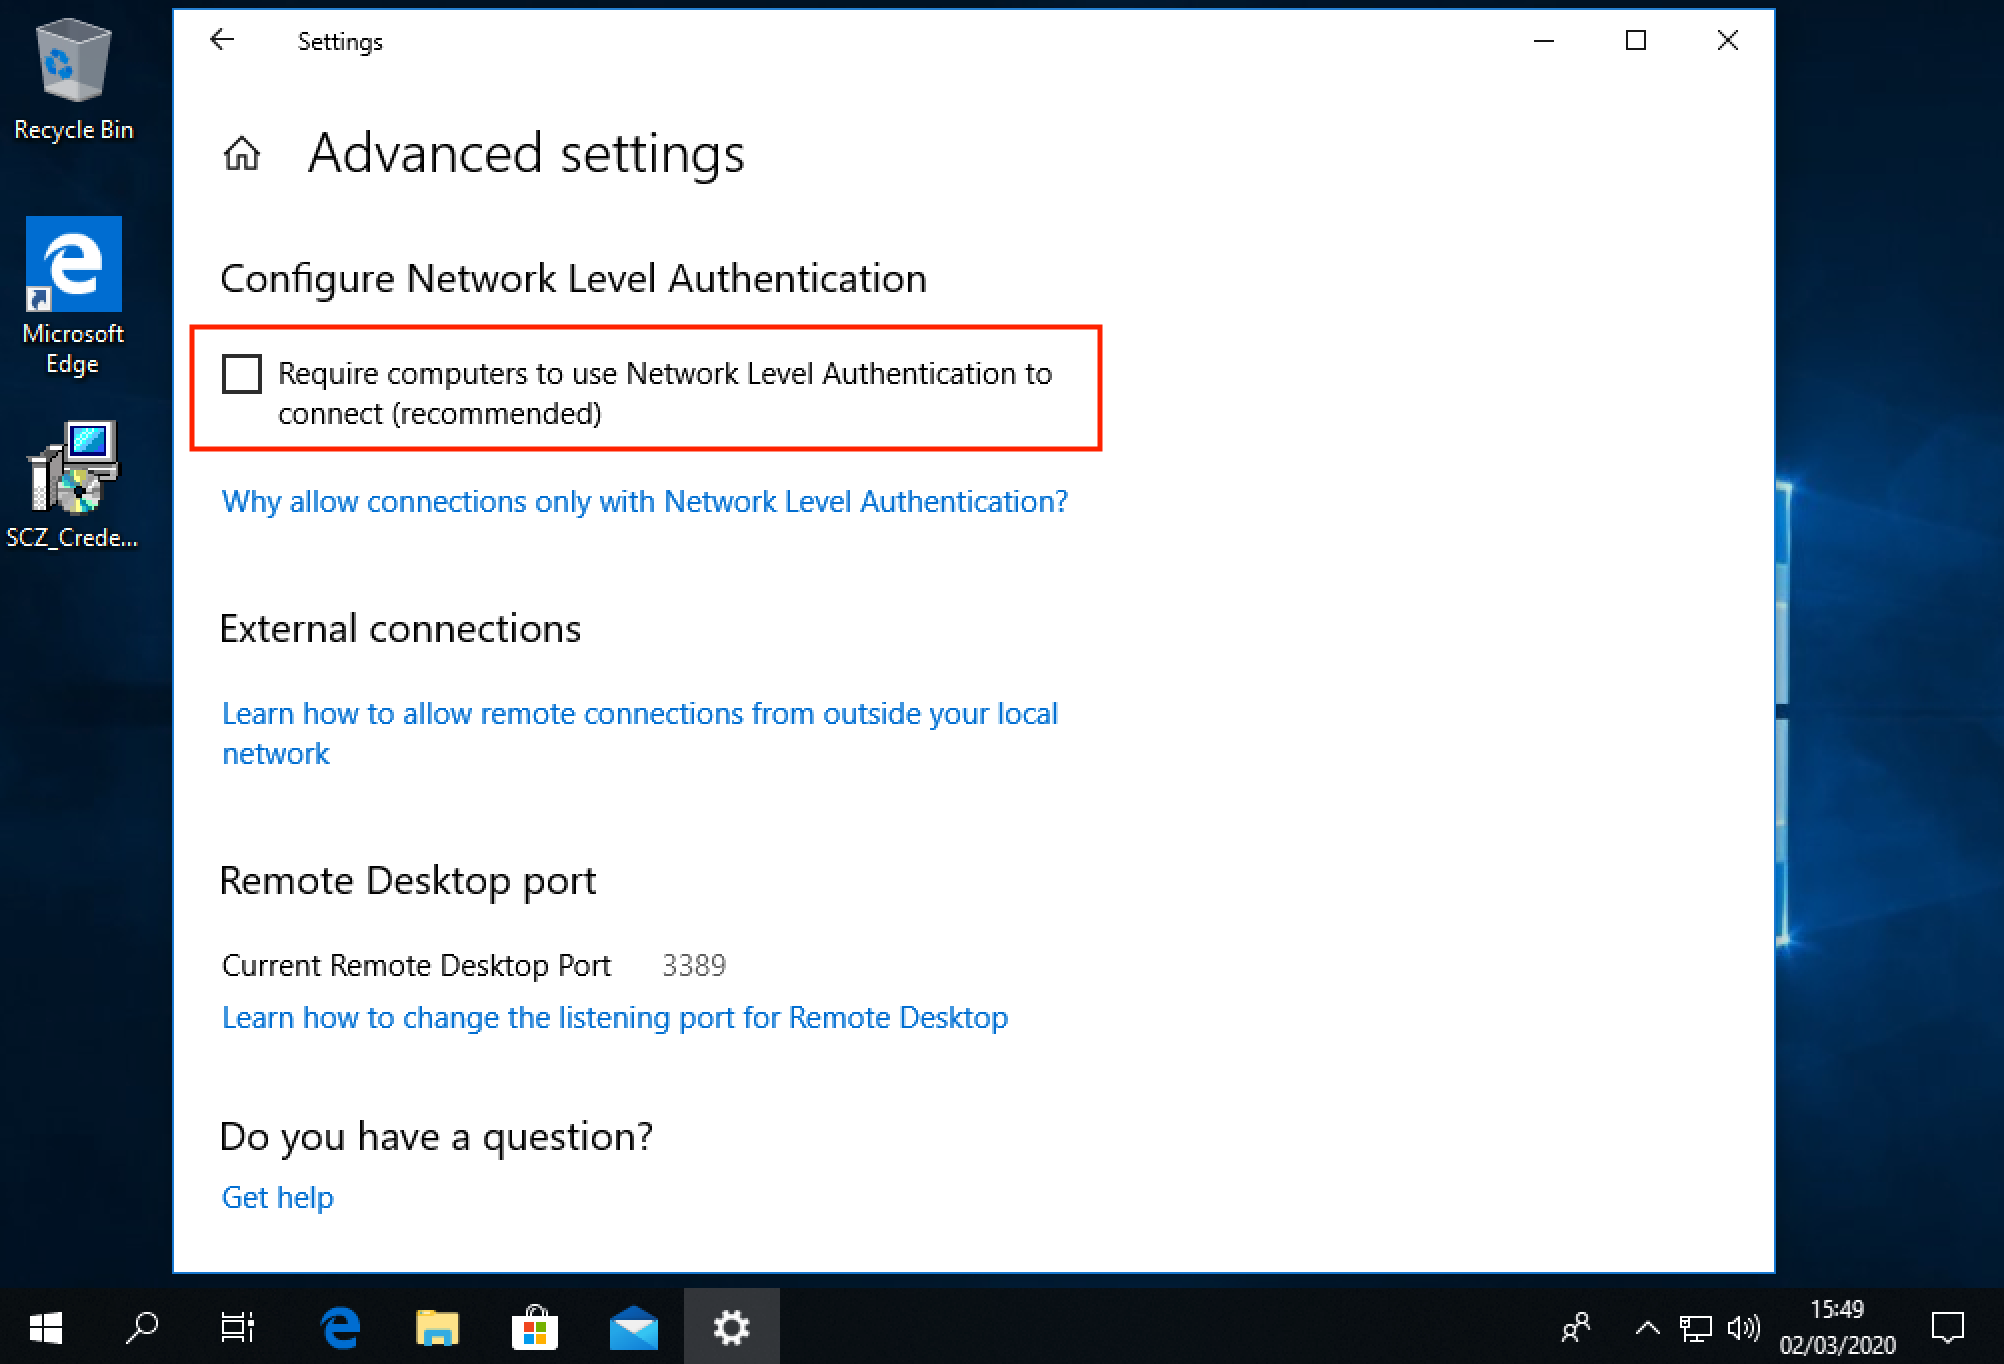 Settings
Recycle Bin
Advanced settings
Configure Network Level Authentication
Microsoft
Edge
Require computers to use Network Level Authentication to
connect (recommended)
Why allow connections only with Network Level Authentication?
SCZ_Crede...
External connections
Learn how to allow remote connections from outside your local
network
Remote Desktop port
Current Remote Desktop Port 3389
Learn how to change the listening port for Remote Desktop
Do you have a question?
Get help
15:49
02/03/2020